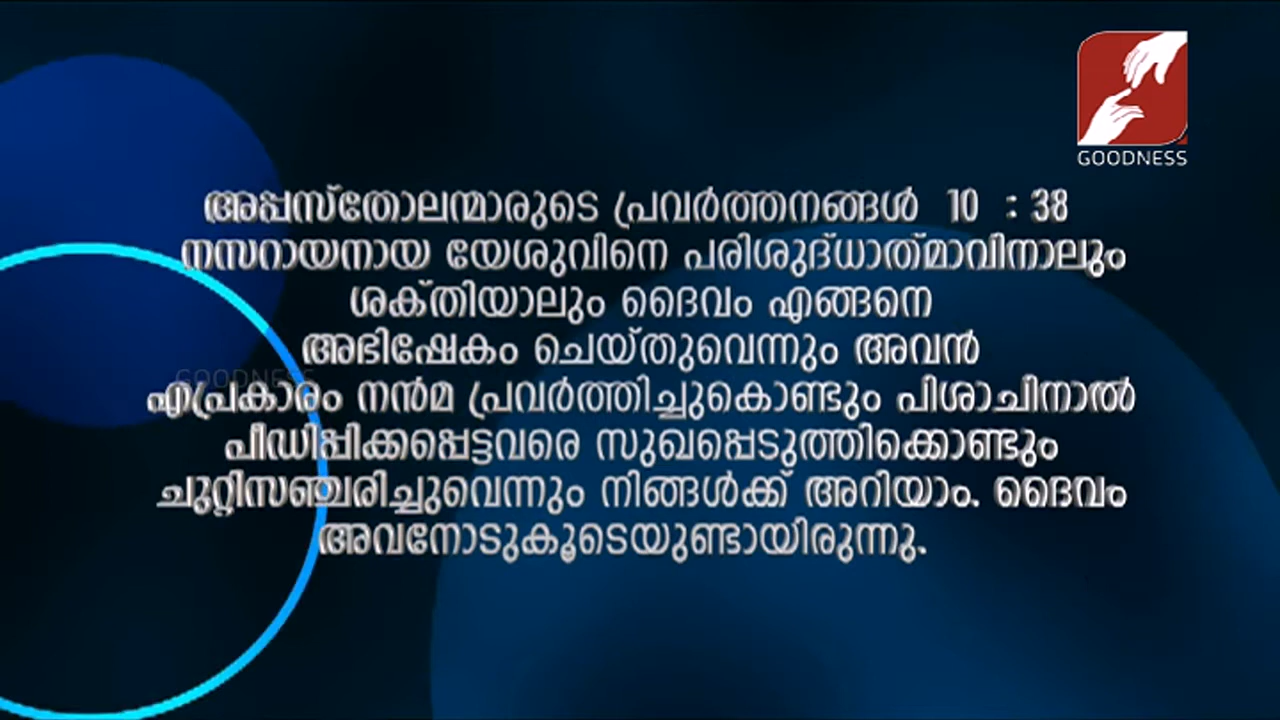 GOODNESS
അപ്പസ്തോലന്മാരുടെ പ്രവർത്തനങ്ങൾ 10 : 38
നസറായനായ യേശുവിനെ പരിശുദ്ധാത്മാവിനാലും
ശക്തിയാലും ദൈവം എങ്ങനെ
അഭിഷേകം ചെയ്തുവെന്നും അവൻ
GOODNESS
എപ്രകാരം നൻമ പ്രവർത്തിച്ചുകൊണ്ടും പിശാചിനാൽ
പീഡിപ്പിക്കപ്പെട്ടവരെ സുഖപ്പെടുത്തിക്കൊണ്ടും
ചുറ്റിസഞ്ചരിച്ചുവെന്നും നിങ്ങൾക്ക് അറിയാം. ദൈവം
അവനോടുകൂടെയുണ്ടായിരുന്നു.